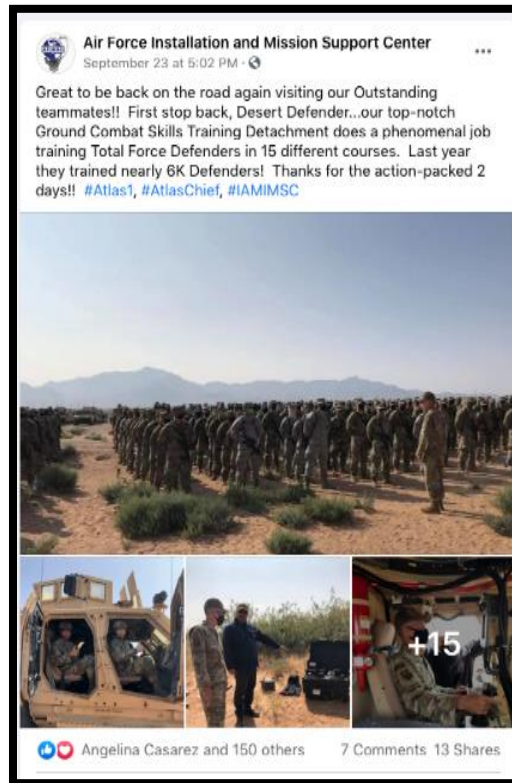 Air Force Installation and Mission Support Center
September 23 at 5:02 PM ·
Great to be back on the road again visiting our Outstanding
teammates!! First stop back, Desert Defender...our top-notch
Ground Combat Skills Training Detachment does a phenomenal job
training Total Force Defenders in 15 different courses. Last year
they trained nearly 6K Defenders! Thanks for the action-packed 2
days!! #Atlas1, #AtlasChief, #IAMIMSC
+15
Angelina Casarez and 150 others 7 Comments 13 Shares